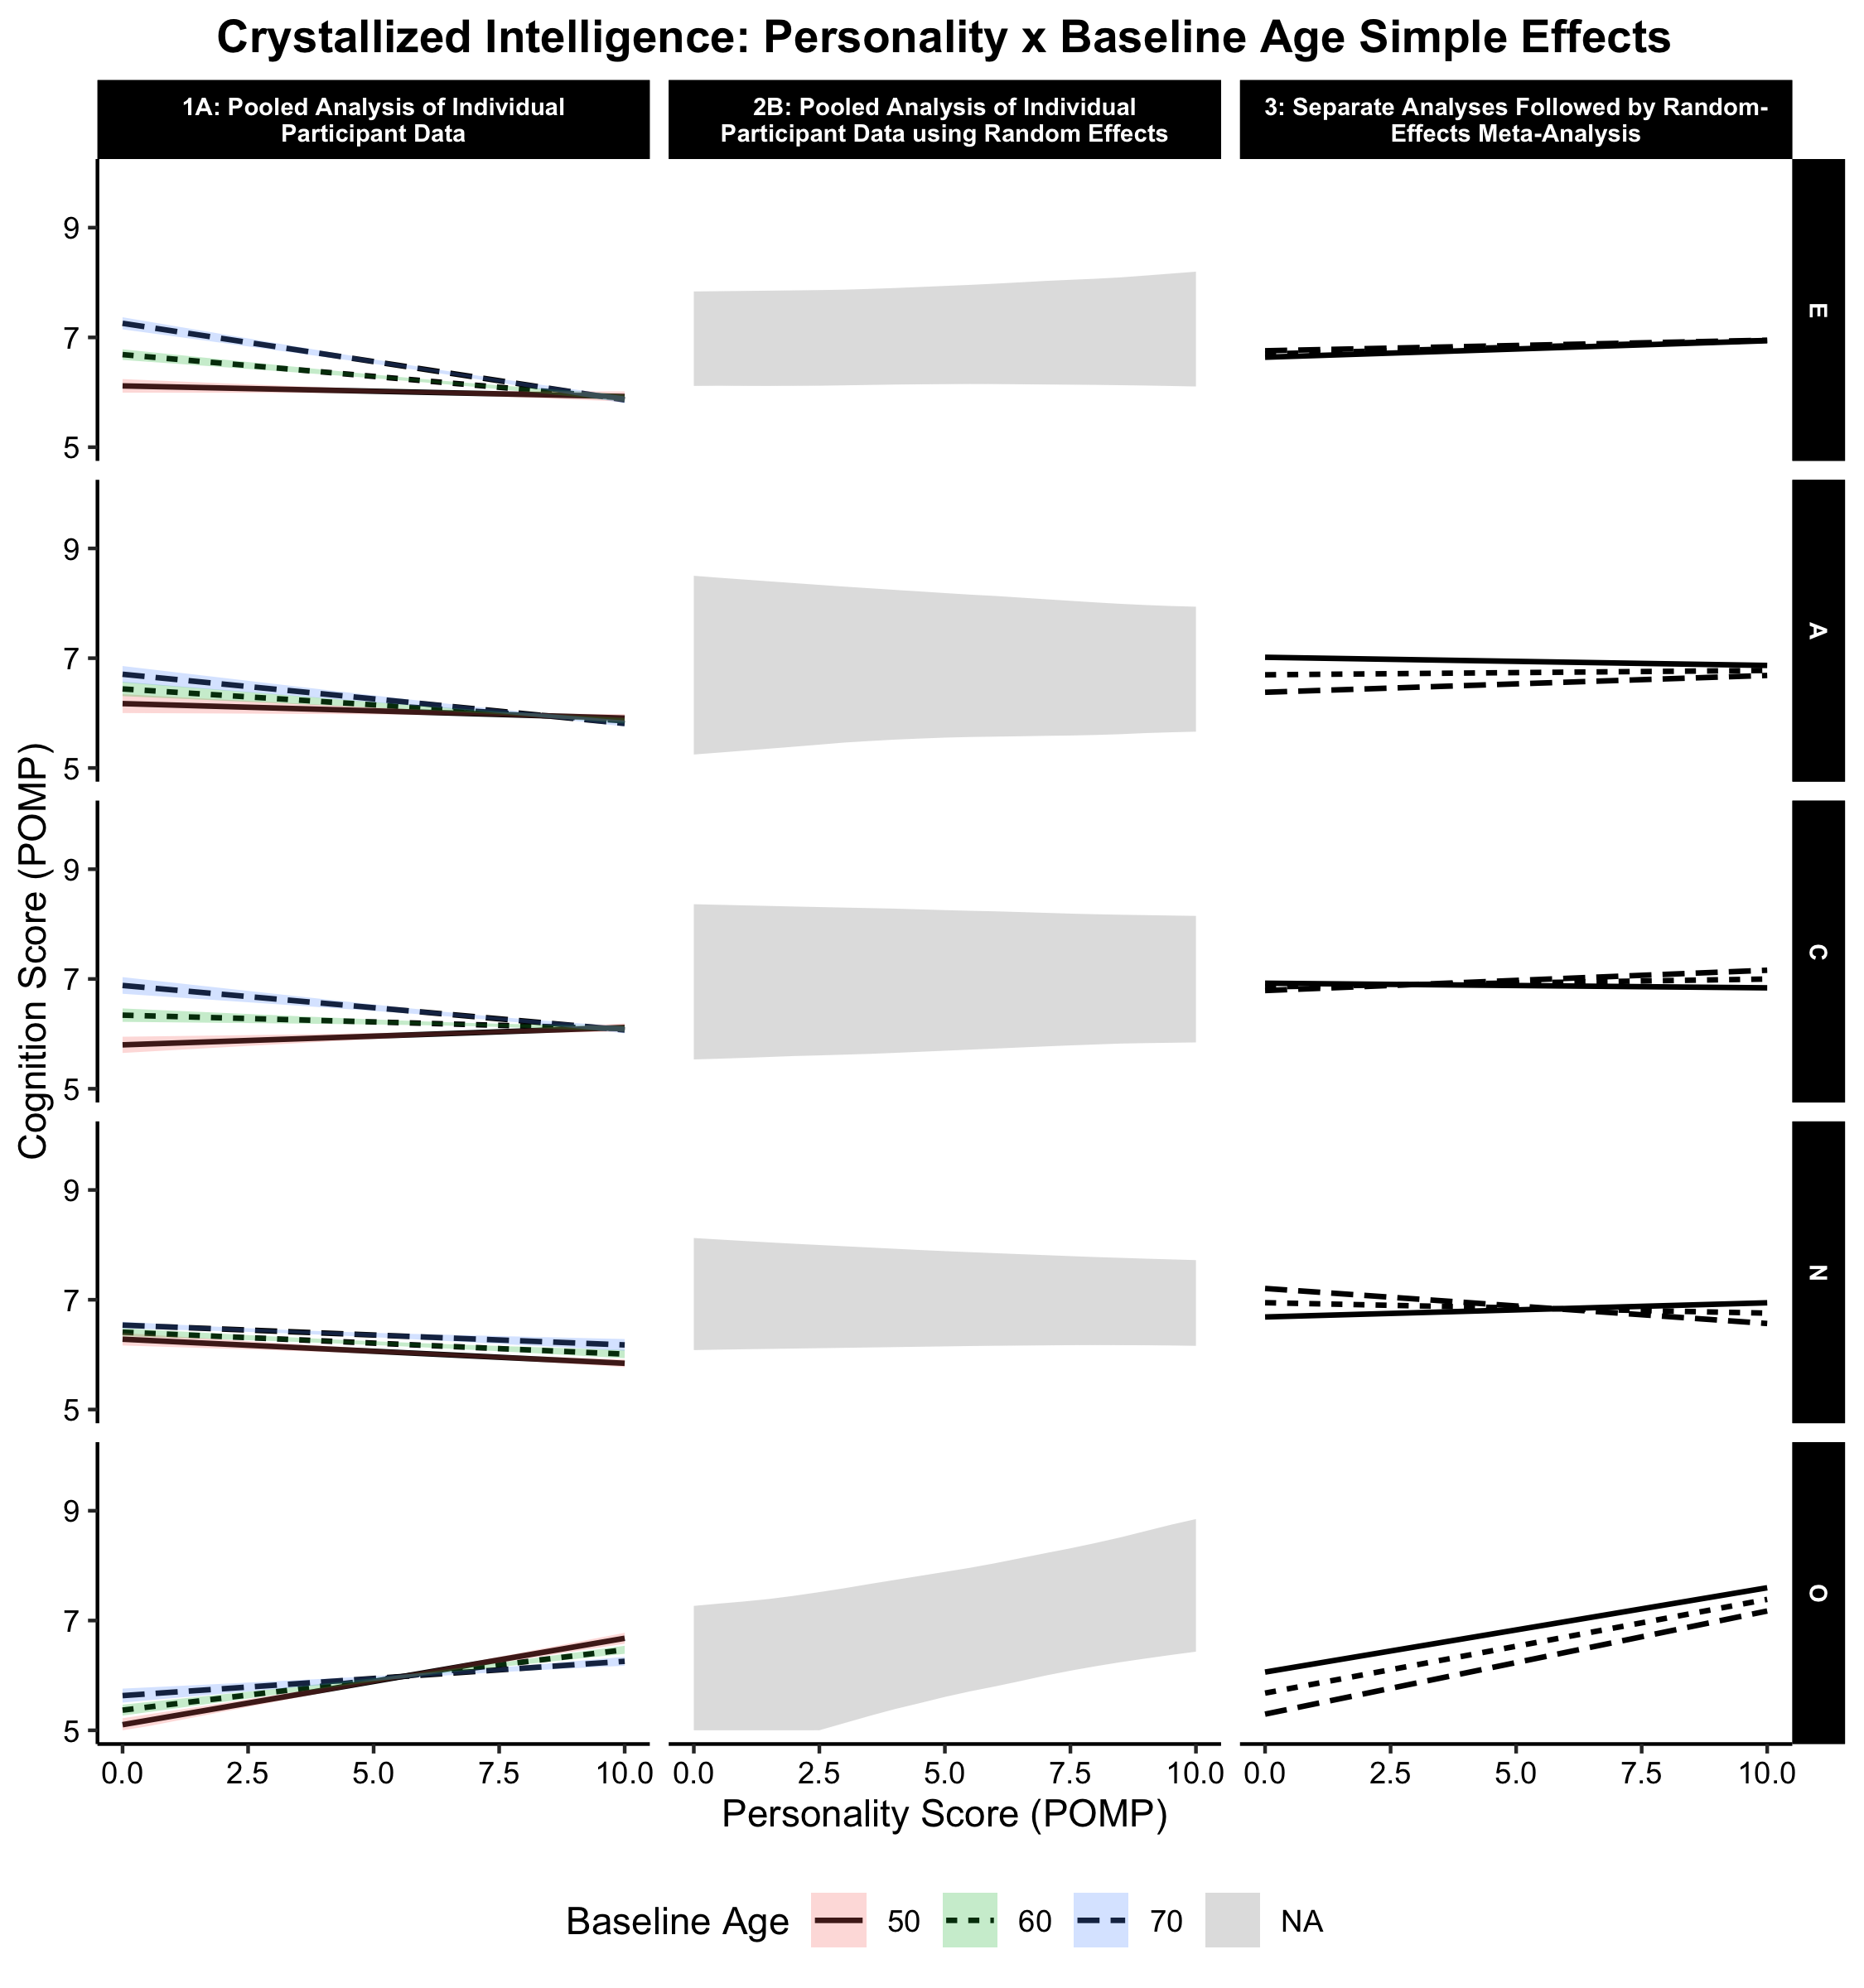 Crystallized Intelligence: Personality x Baseline Age Simple Effects
1A: Pooled Analysis of Individual
Participant Data
2B: Pooled Analysis of Individual
Participant Data using Random Effects
3: Separate Analyses Followed by Random-
Effects Meta-Analysis
Cognition Score (POMP)
9
7
5
E
9
7
5
A
9
7
5
C
9
7
5
N
9
7
5
O
0.0 2.5 5.0 7.5 10.0 0.0 2.5 5.0 7.5 10.0 0.0 2.5 5.0 7.5 10.0
Personality Score (POMP)
Baseline Age 50 60 70 NA